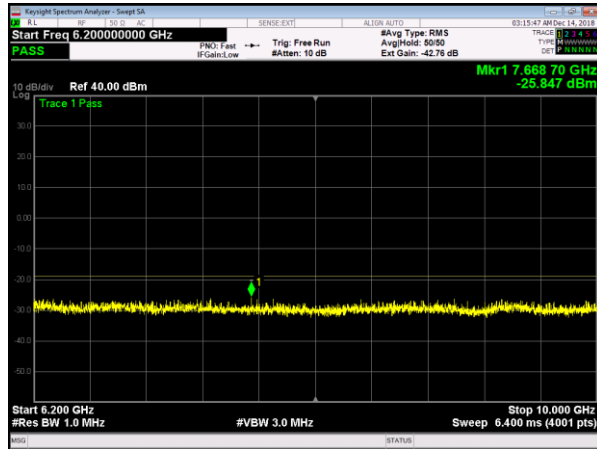 Keysight Spectrum Analyzer - Swept SA
RL RF 50 Ω AC SENSE:EXT ALIGN AUTO 03:15:47 AM Dec 14, 2018
Start Freq 6.200000000 GHz
PASS
PNO: Fast
IFGain:Low
Trig: Free Run
#Atten: 10 dB
#Avg Type: RMS
Avg|Hold: 50/50
Ext Gain: -42.76 dB
TRACE 1 2 3 4 5 6
TYPE M W W W W W
DET P N N N N N
Mkr1 7.668 70 GHz
-25.847 dBm
10 dB/div Ref 40.00 dBm
Log
Trace 1 Pass
30.0
20.0
10.0
0.00
-10.0
-20.0
1
-30.0
-40.0
-50.0
Start 6.200 GHz Stop 10.000 GHz
#Res BW 1.0 MHz #VBW 3.0 MHz Sweep 6.400 ms (4001 pts)
MSG STATUS